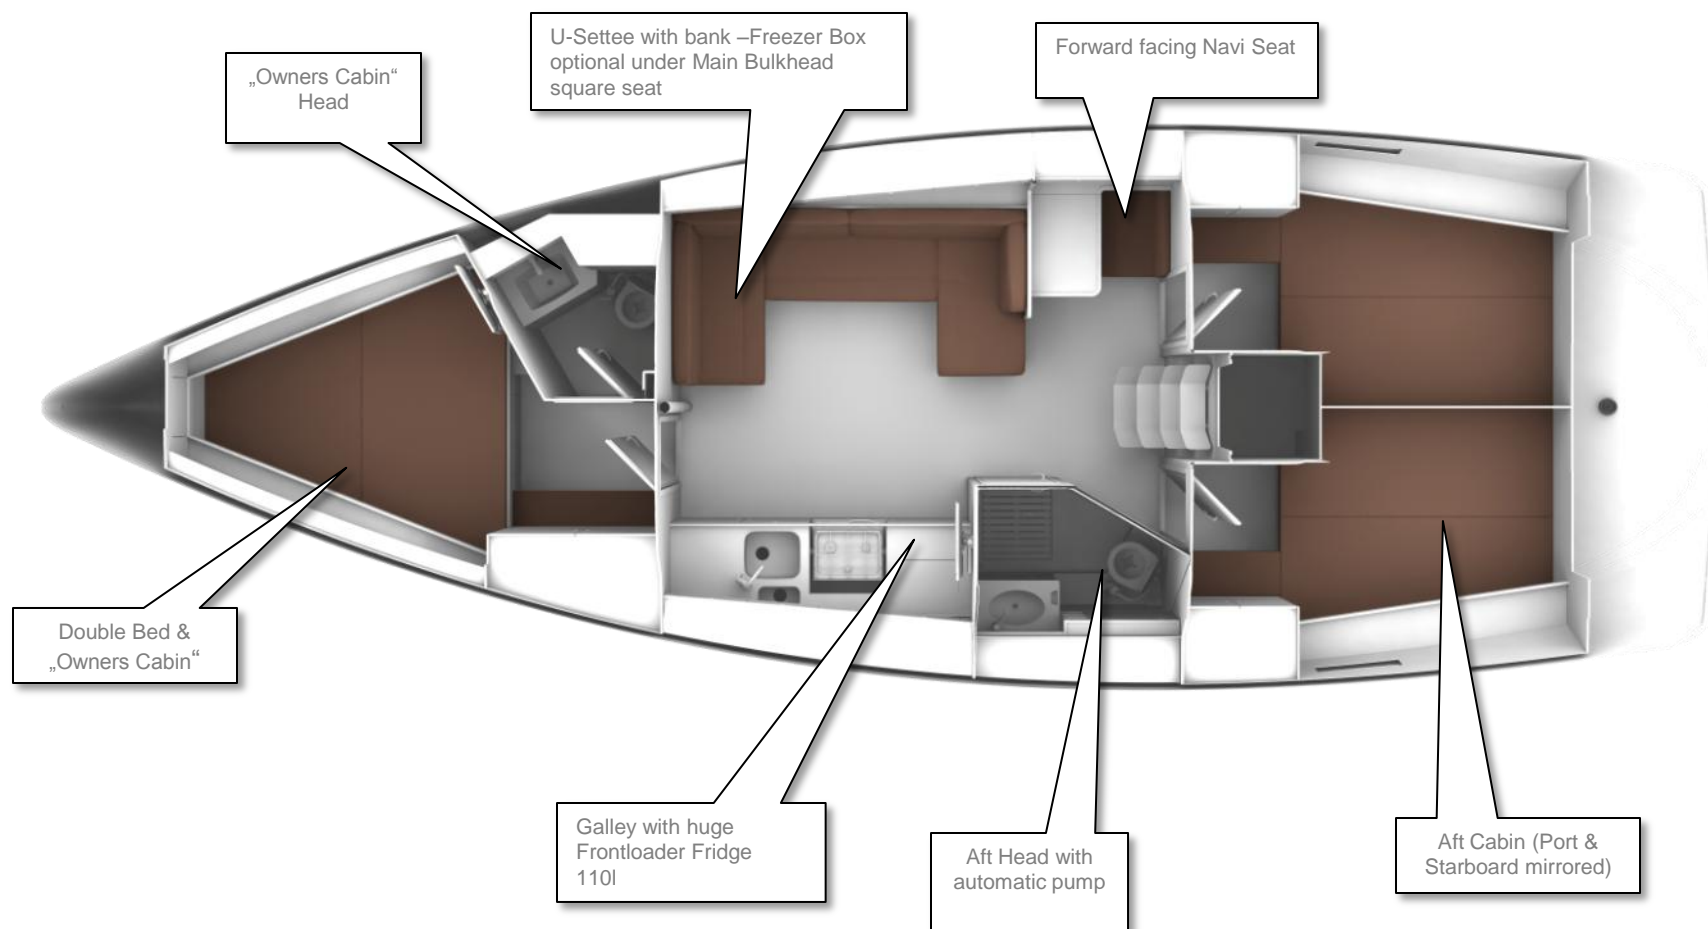 U-Settee with bank –Freezer Box
optional under Main Bulkhead
square seat
Forward facing Navi Seat
„Owners Cabin“
Head
Double Bed &
„Owners Cabin“
Galley with huge
Frontloader Fridge
110l
Aft Head with
automatic pump
Aft Cabin (Port &
Starboard mirrored)